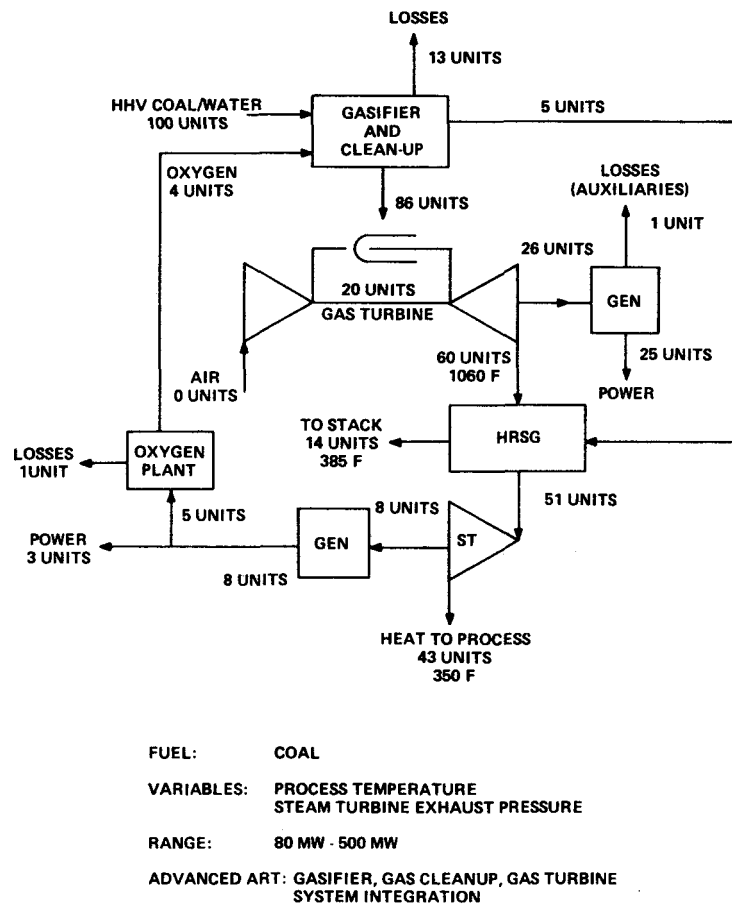 LOSSES
13 UNITS
HHV COAL/WATER
100 UNITS
GASIFIER
AND
CLEAN-UP
5 UNITS
OXYGEN
4 UNITS
86 UNITS
LOSSES
(AUXILIARIES)
1 UNIT
26 UNITS
20 UNITS
GAS TURBINE
GEN
60 UNITS
1060 F
25 UNITS
POWER
AIR
0 UNITS
TO STACK
14 UNITS
385 F
HRSG
LOSSES
1UNIT
OXYGEN
PLANT
51 UNITS
5 UNITS
8 UNITS
ST
GEN
POWER
3 UNITS
8 UNITS
HEAT TO PROCESS
43 UNITS
350 F
FUEL: COAL
VARIABLES: PROCESS TEMPERATURE
STEAM TURBINE EXHAUST PRESSURE
RANGE: 80 MW - 500 MW
ADVANCED ART: GASIFIER, GAS CLEANUP, GAS TURBINE
SYSTEM INTEGRATION